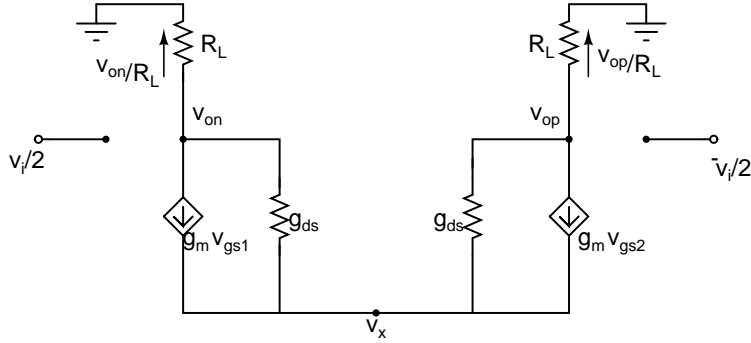 R_L
v_on/R_L
R_L
v_op/R_L
v_on
v_op
v_i/2
-v_i/2
g_m v_gs1
g_ds
g_ds
g_m v_gs2
v_x